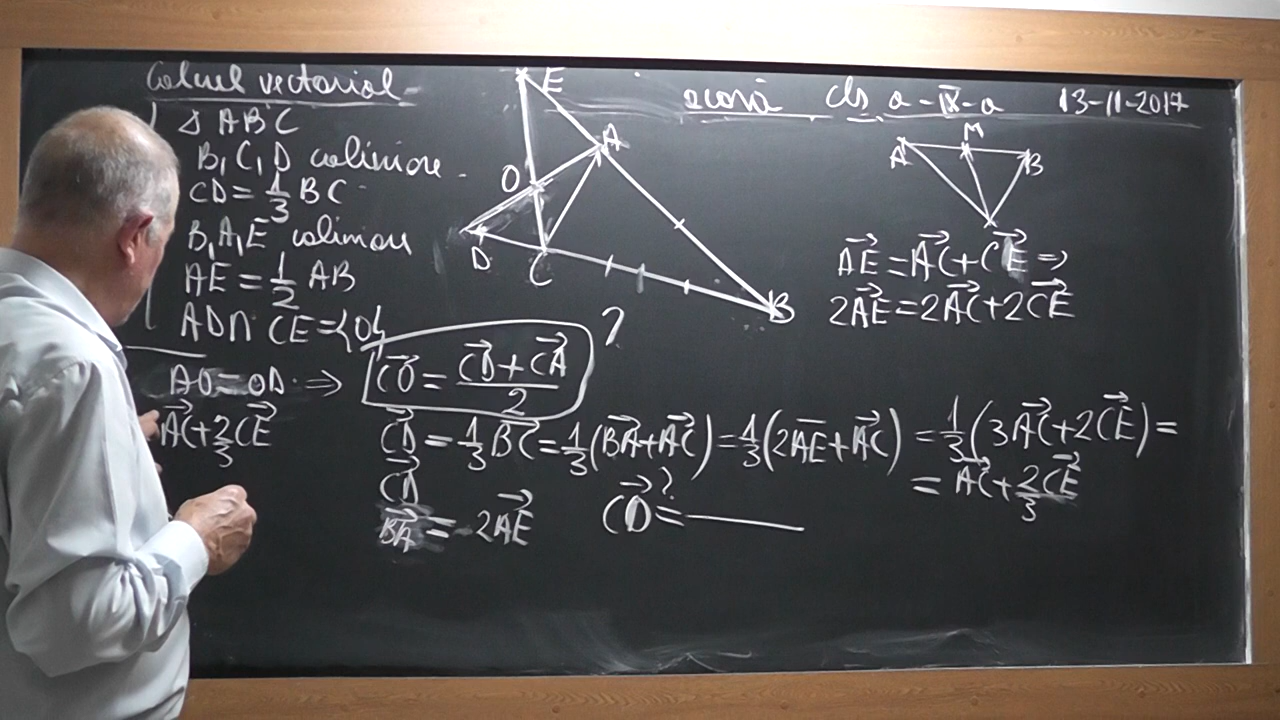 Calcul vectorial
acasă cls a-IX-a 13-11-2017
Δ ABC
B, C, D coliniare
CD = 1/3 BC
B, A, E coliniare
AE = 1/2 AB
AD ∩ CE = {O}
E
A
O
D
C
B
?
A M B
AE⃗ = AC⃗ + CE⃗ ⇒
2AE⃗ = 2AC⃗ + 2CE⃗
AO = OD ⇒ CO⃗ = (CD⃗ + CA⃗)/2
AC⃗ + 2/3 CE⃗
CD⃗ = 1/3 BC⃗ = 1/3 (BA⃗ + AC⃗) = 1/3 (2AE⃗ + AC⃗) = 1/3 (3AC⃗ + 2CE⃗) =
= AC⃗ + 2/3 CE⃗
CA⃗
BA⃗ = 2AE⃗
CO⃗ =?